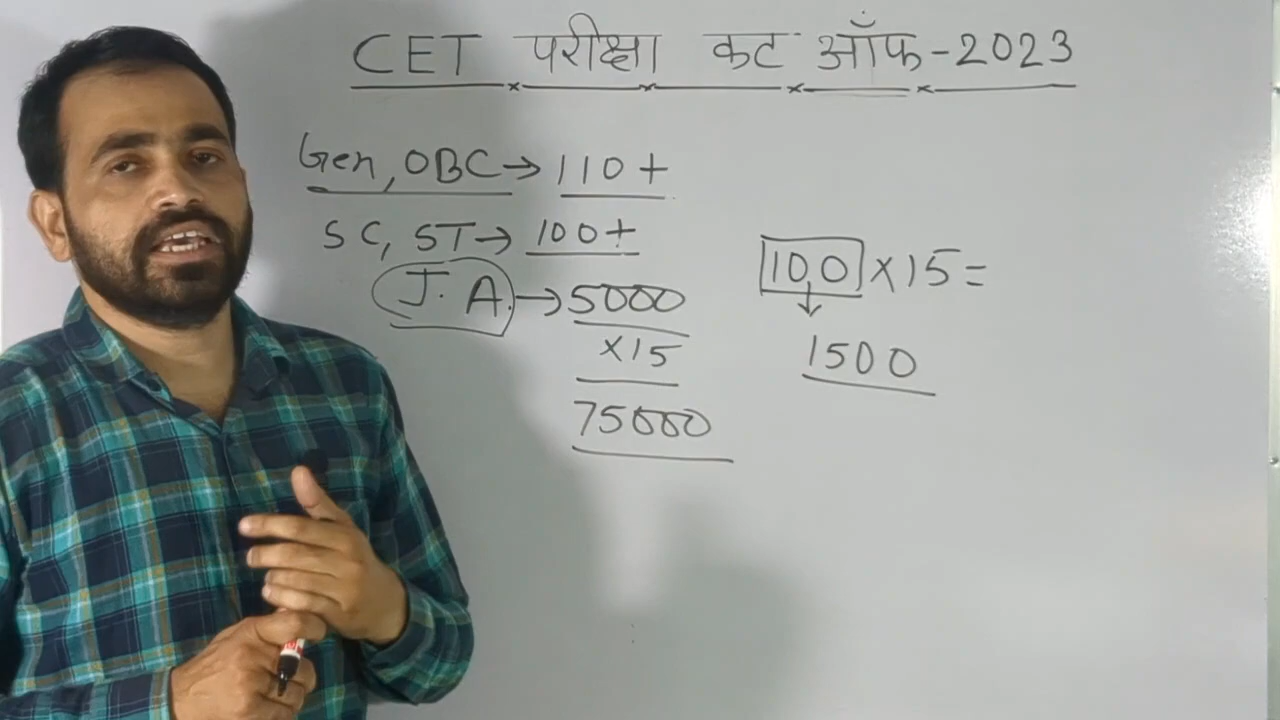 CET परीक्षा कट ऑफ-2023
Gen, OBC→ 110+
SC, ST→ 100+
J. A. → 5000
×15
75000
100 ×15=
1500